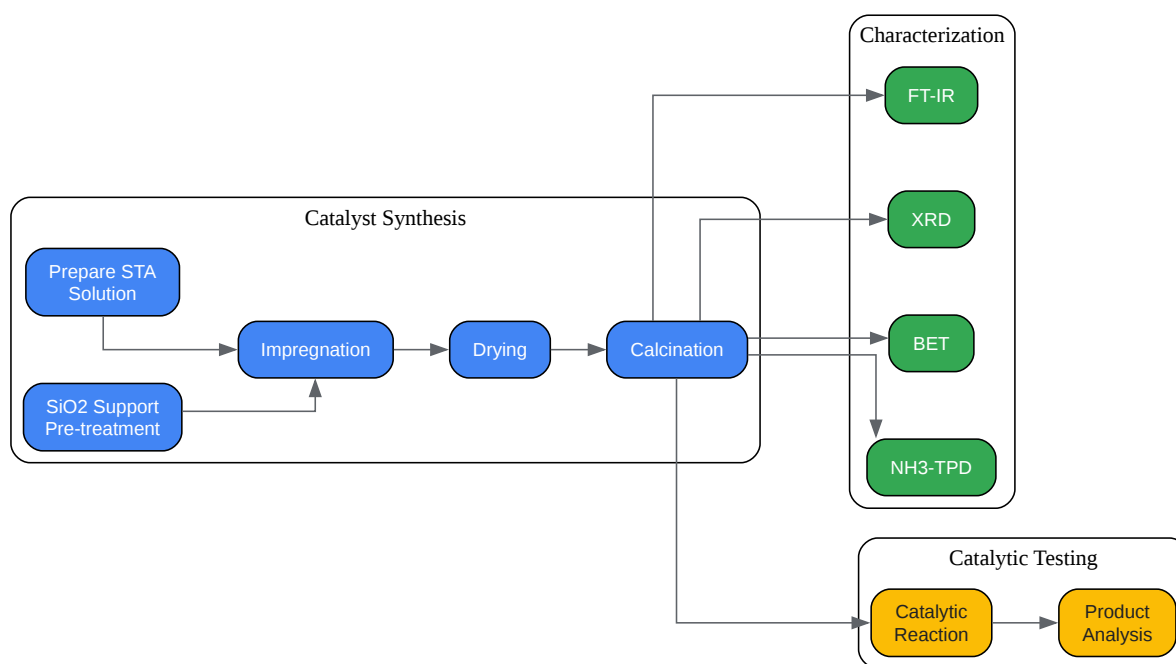 Characterization
FT-IR
XRD
BET
NH3-TPD
Catalyst Synthesis
Prepare STA
Solution
SiO2 Support
Pre-treatment
Impregnation
Drying
Calcination
Catalytic Testing
Catalytic
Reaction
Product
Analysis